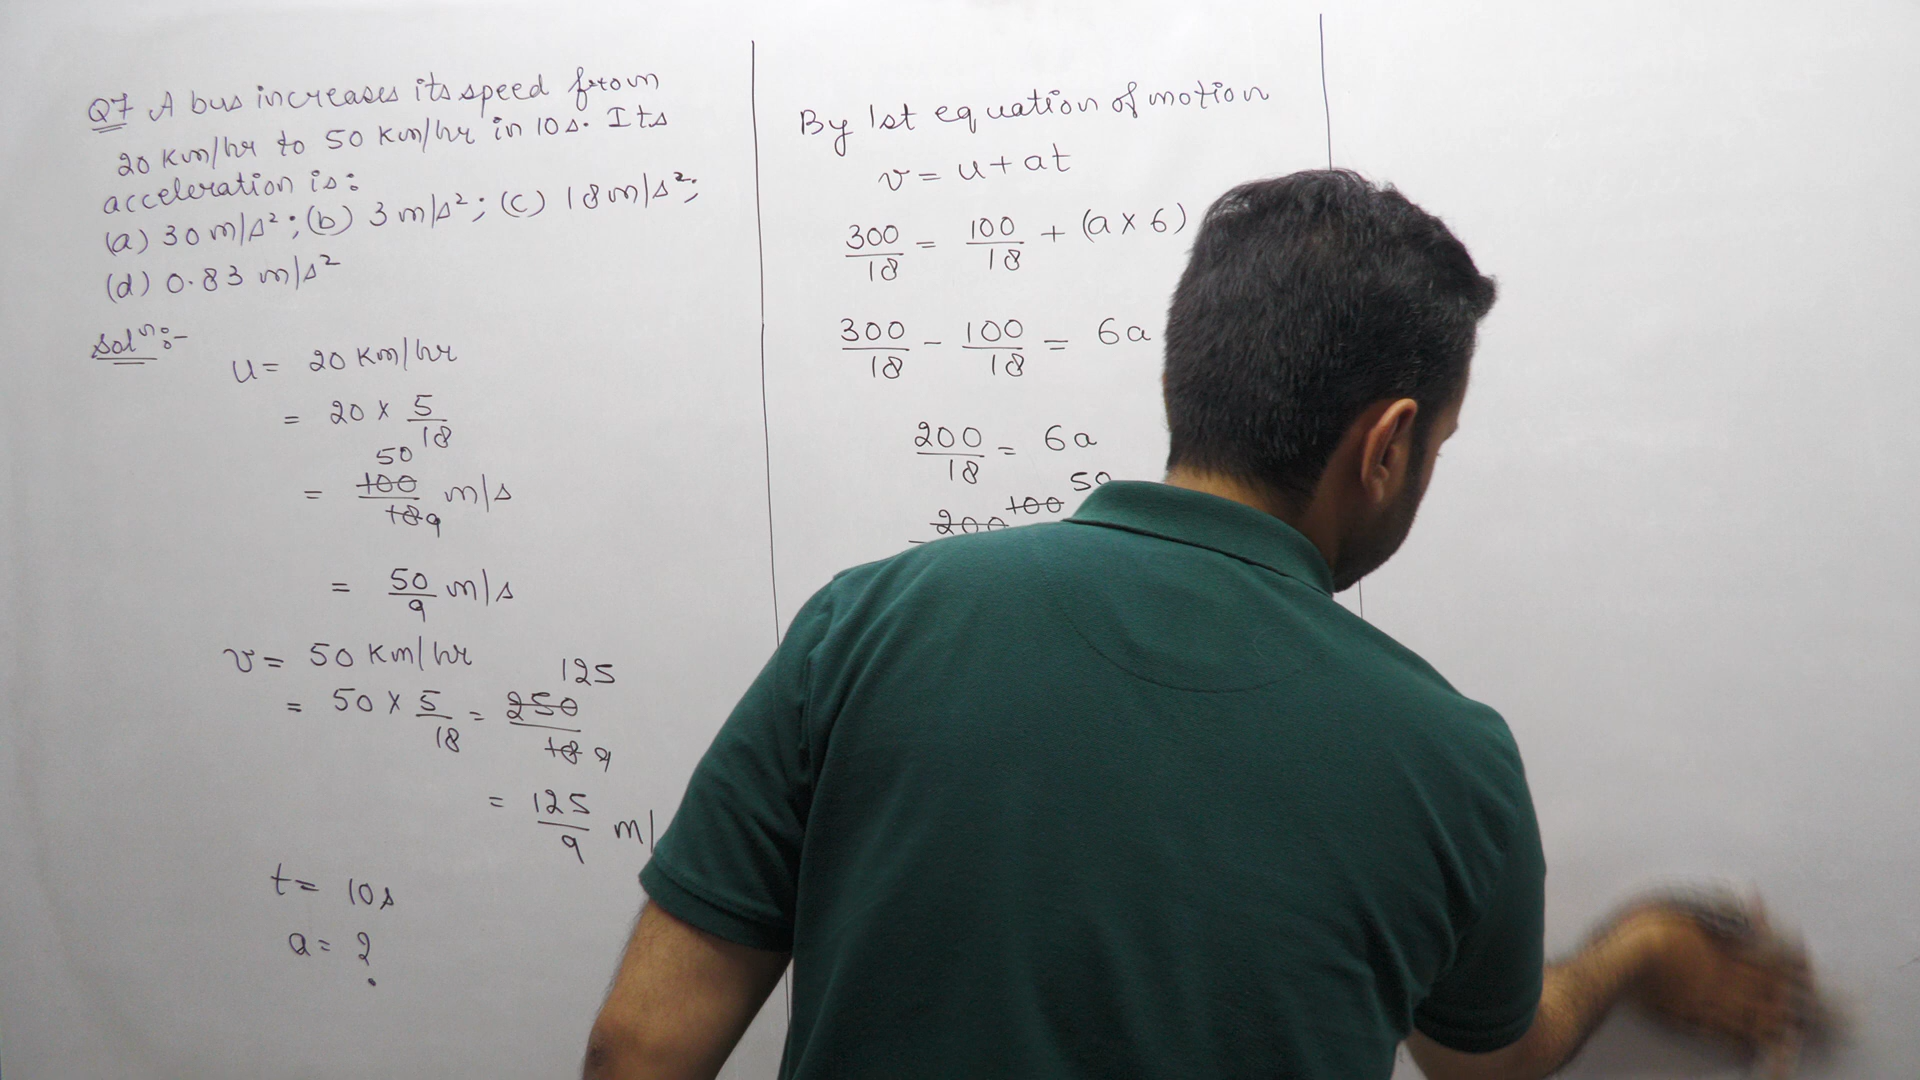 Q7 A bus increases its speed from
20 Km/hr to 50 Km/hr in 10s. Its
acceleration is:
(a) 30 m/s²; (b) 3 m/s²; (c) 18 m/s²;
(d) 0.83 m/s²
Solⁿ:-
u = 20 Km/hr
= 20 × 5/18
50
= 100/18 9 m/s
= 50/9 m/s
v = 50 Km/hr
125
= 50 × 5/18 = 250/18 9
= 125/9 m/
t = 10s
a = ?
By 1st equation of motion
v = u + at
300/18 = 100/18 + (a × 6)
300/18 - 100/18 = 6a
200/18 = 6a
200 100 50